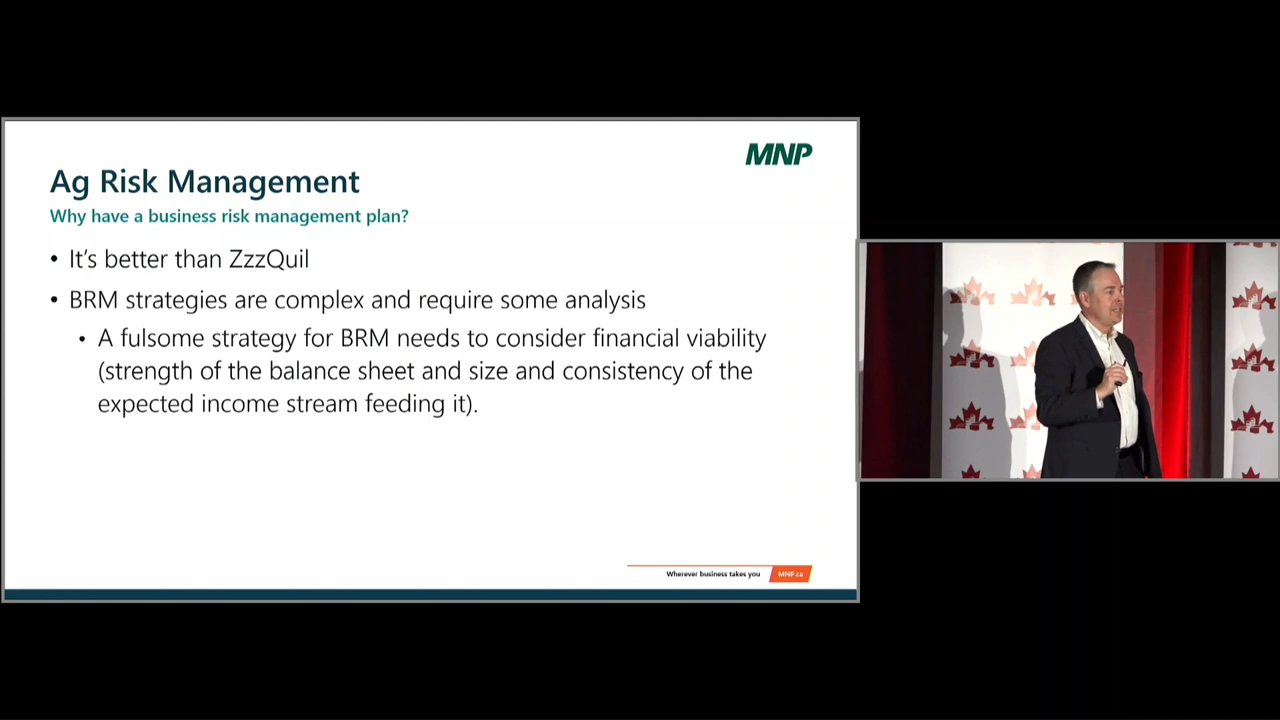 MNP
Ag Risk Management
Why have a business risk management plan?
• It's better than ZzzQuil
• BRM strategies are complex and require some analysis
• A fulsome strategy for BRM needs to consider financial viability
(strength of the balance sheet and size and consistency of the
expected income stream feeding it).
Wherever business takes you
MNP.ca